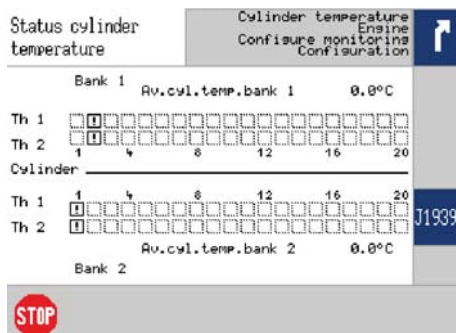 Status cylinder
temperature
Cylinder temperature
Engine
Configure monitoring
Configuration
Bank 1
Av.cyl.temp.bank 1 0.0°C
Th 1 !
Th 2 !
1 4 8 12 16 20
Cylinder
1 4 8 12 16 20
Th 1 !
Th 2 !
J1939
Av.cyl.temp.bank 2 0.0°C
Bank 2
STOP